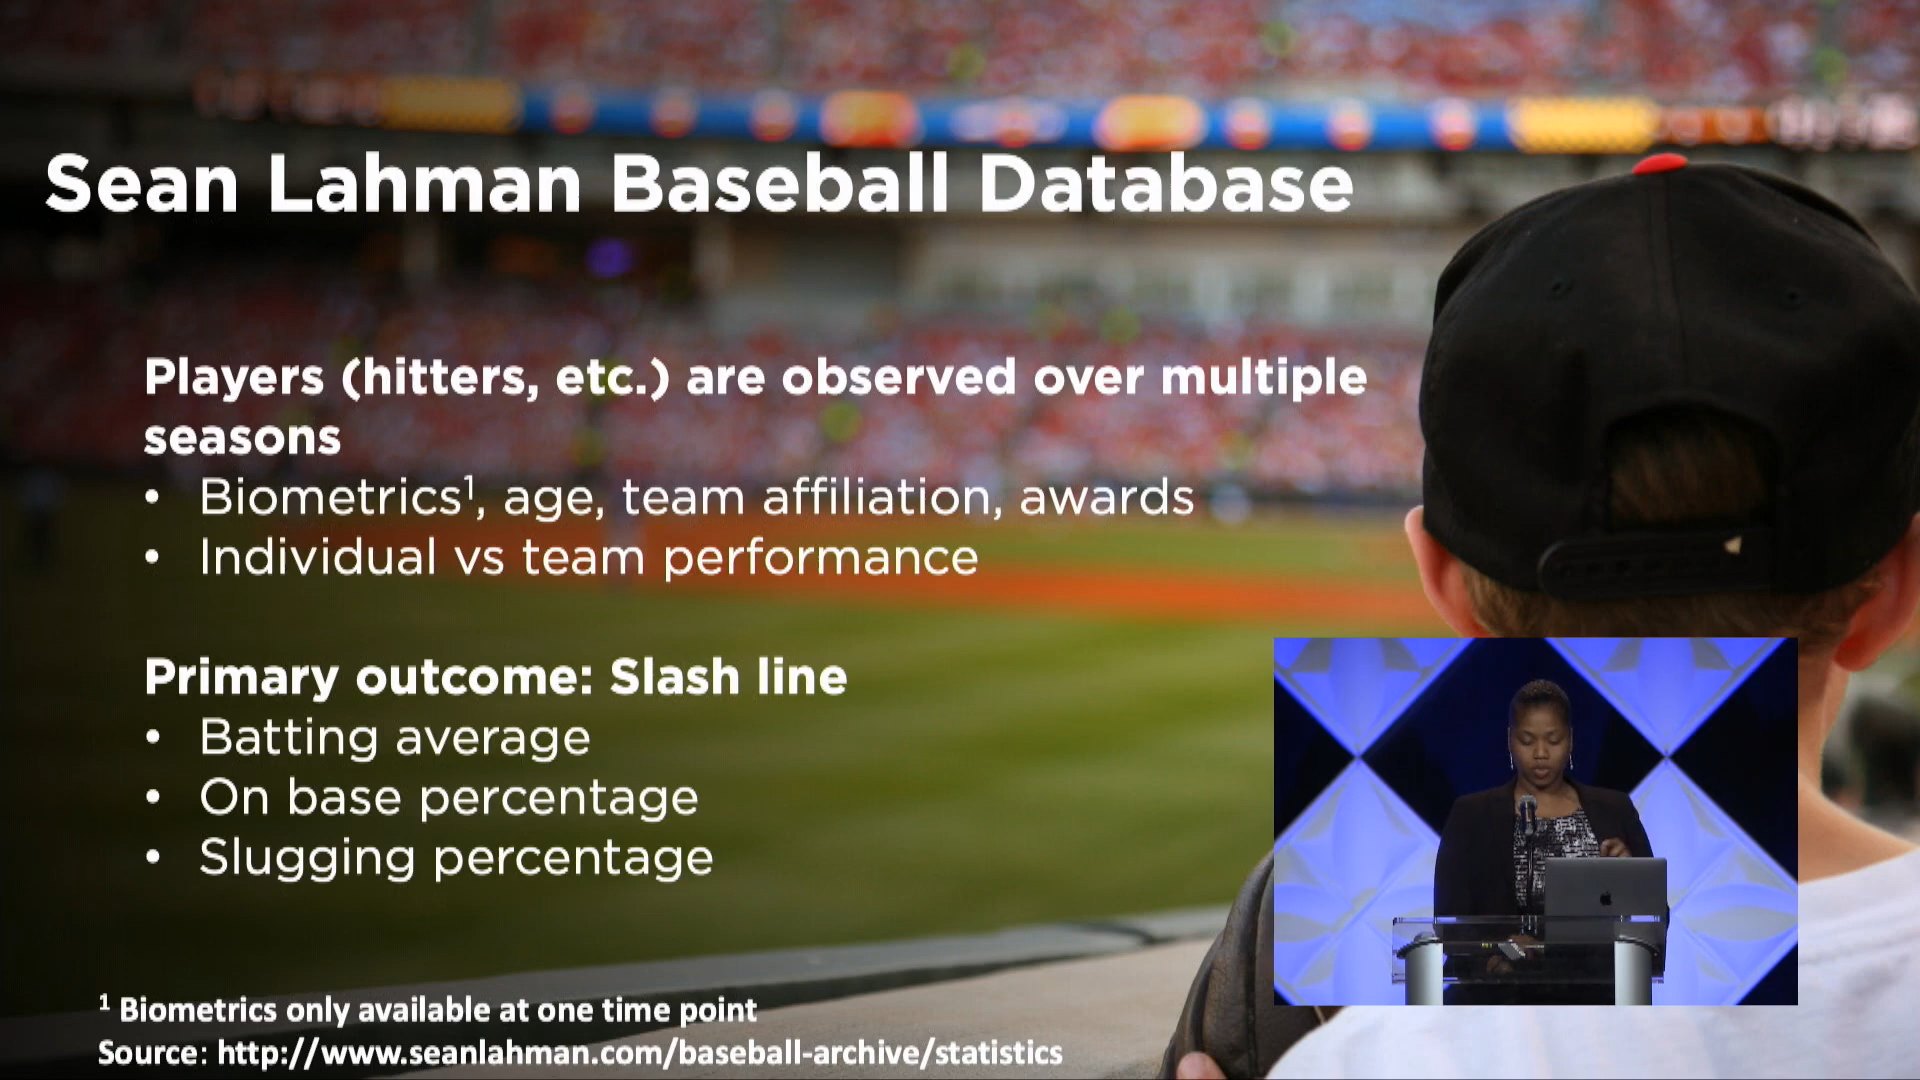 Sean Lahman Baseball Database
Players (hitters, etc.) are observed over multiple
seasons
• Biometrics¹, age, team affiliation, awards
• Individual vs team performance
Primary outcome: Slash line
• Batting average
• On base percentage
• Slugging percentage
¹ Biometrics only available at one time point
Source: http://www.seanlahman.com/baseball-archive/statistics